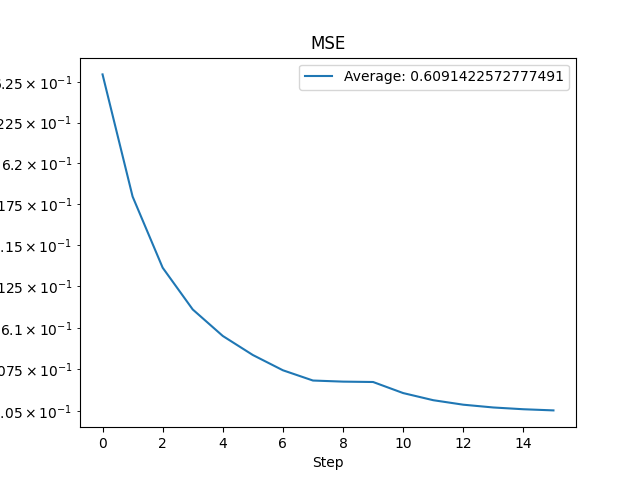 MSE
Average: 0.6091422572777491
.25 × 10⁻¹
225 × 10⁻¹
6.2 × 10⁻¹
175 × 10⁻¹
.15 × 10⁻¹
125 × 10⁻¹
6.1 × 10⁻¹
075 × 10⁻¹
.05 × 10⁻¹
0 2 4 6 8 10 12 14
Step